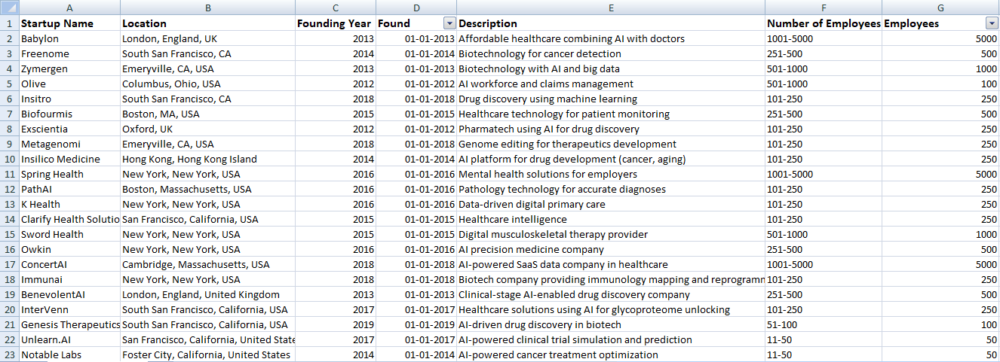 A B C D E F G
1 Startup Name Location Founding Year Found Description Number of Employees Employees
2 Babylon London, England, UK 2013 01-01-2013 Affordable healthcare combining AI with doctors 1001-5000 5000
3 Freenome South San Francisco, CA 2014 01-01-2014 Biotechnology for cancer detection 251-500 500
4 Zymergen Emeryville, CA, USA 2013 01-01-2013 Biotechnology with AI and big data 501-1000 1000
5 Olive Columbus, Ohio, USA 2012 01-01-2012 AI workforce and claims management 501-1000 100
6 Insitro South San Francisco, CA 2018 01-01-2018 Drug discovery using machine learning 101-250 250
7 Biofourmis Boston, MA, USA 2015 01-01-2015 Healthcare technology for patient monitoring 251-500 500
8 Exscientia Oxford, UK 2012 01-01-2012 Pharmatech using AI for drug discovery 101-250 250
9 Metagenomi Emeryville, CA, USA 2018 01-01-2018 Genome editing for therapeutics development 101-250 250
10 Insilico Medicine Hong Kong, Hong Kong Island 2014 01-01-2014 AI platform for drug development (cancer, aging) 101-250 250
11 Spring Health New York, New York, USA 2016 01-01-2016 Mental health solutions for employers 1001-5000 5000
12 PathAI Boston, Massachusetts, USA 2016 01-01-2016 Pathology technology for accurate diagnoses 101-250 250
13 K Health New York, New York, USA 2016 01-01-2016 Data-driven digital primary care 101-250 250
14 Clarify Health Solutio San Francisco, California, USA 2015 01-01-2015 Healthcare intelligence 101-250 250
15 Sword Health New York, New York, USA 2015 01-01-2015 Digital musculoskeletal therapy provider 501-1000 1000
16 Owkin New York, New York, USA 2016 01-01-2016 AI precision medicine company 251-500 500
17 ConcertAI Cambridge, Massachusetts, USA 2018 01-01-2018 AI-powered SaaS data company in healthcare 1001-5000 5000
18 Immunai New York, New York, USA 2018 01-01-2018 Biotech company providing immunology mapping and reprogramm 101-250 250
19 BenevolentAI London, England, United Kingdom 2013 01-01-2013 Clinical-stage AI-enabled drug discovery company 251-500 500
20 InterVenn South San Francisco, California, USA 2017 01-01-2017 Healthcare solutions using AI for glycoproteome unlocking 101-250 250
21 Genesis Therapeutics South San Francisco, California, USA 2019 01-01-2019 AI-driven drug discovery in biotech 51-100 100
22 Unlearn.AI San Francisco, California, United State 2017 01-01-2017 AI-powered clinical trial simulation and prediction 11-50 50
23 Notable Labs Foster City, California, United States 2014 01-01-2014 AI-powered cancer treatment optimization 11-50 50